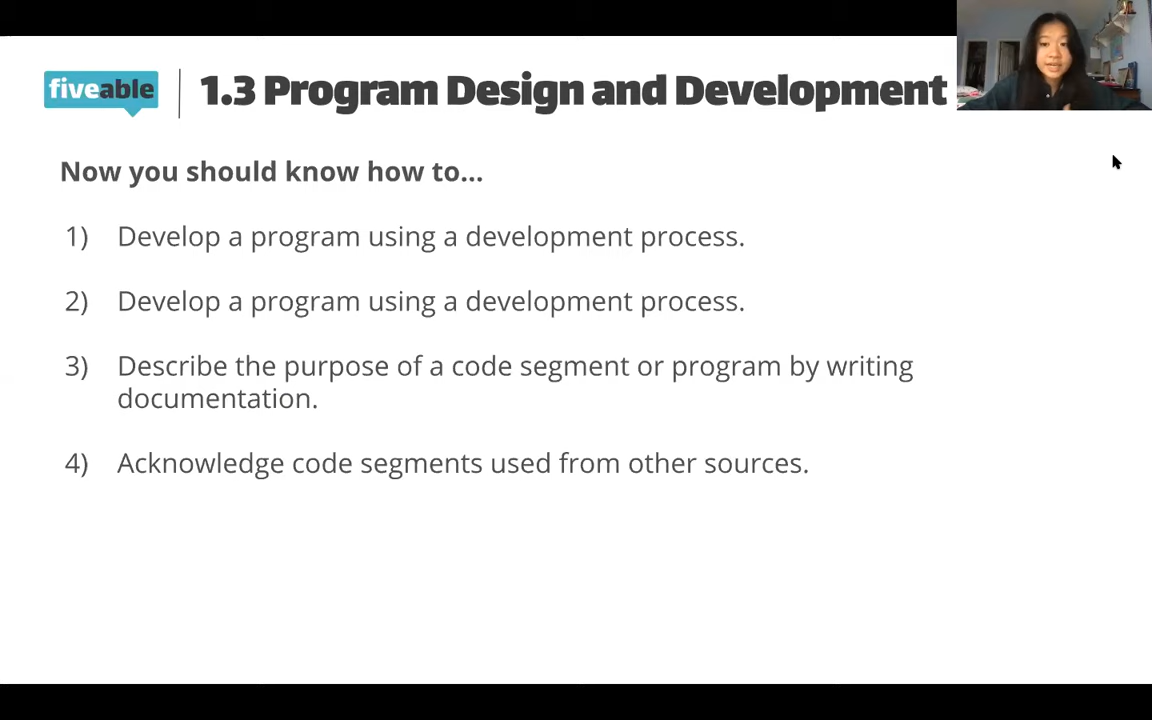 fiveable
1.3 Program Design and Development
Now you should know how to...
1) Develop a program using a development process.
2) Develop a program using a development process.
3) Describe the purpose of a code segment or program by writing
documentation.
4) Acknowledge code segments used from other sources.